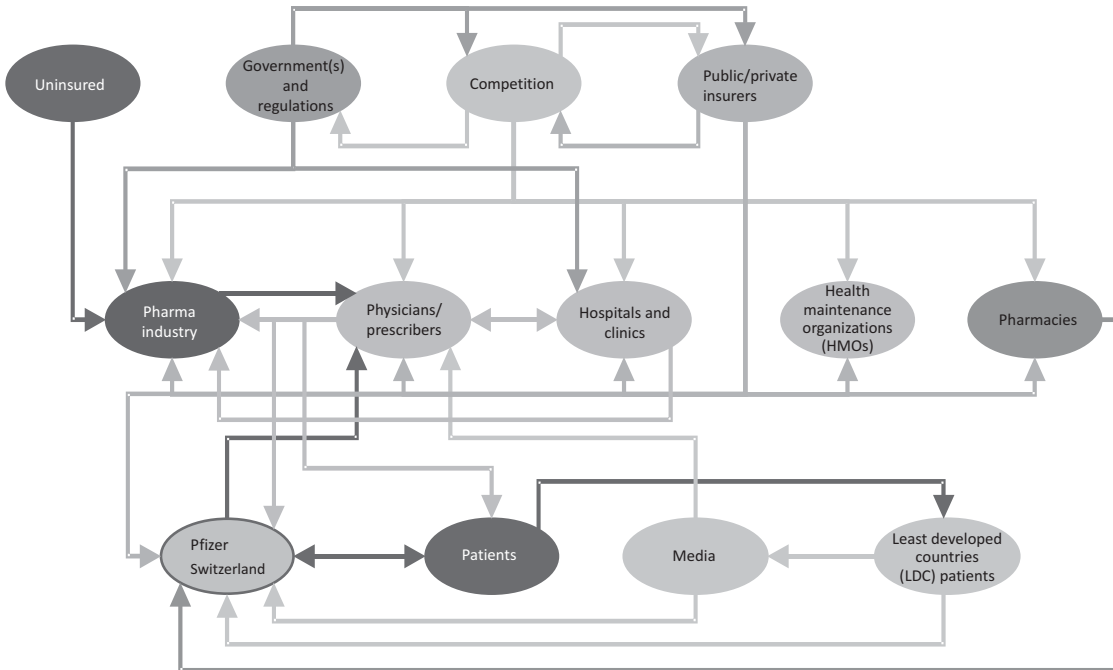 Uninsured
Government(s)
and
regulations
Competition
Public/private
insurers
Pharma
industry
Physicians/
prescribers
Hospitals and
clinics
Health
maintenance
organizations
(HMOs)
Pharmacies
Pfizer
Switzerland
Patients
Media
Least developed
countries
(LDC) patients